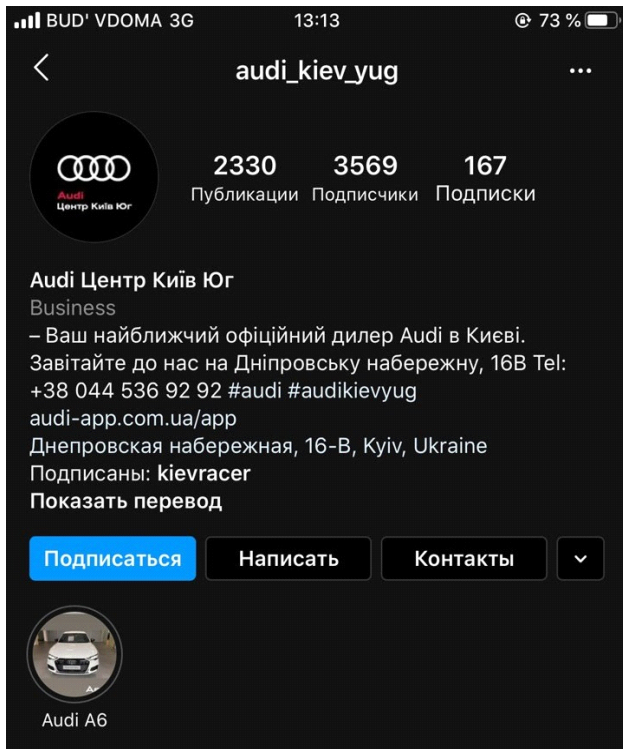 BUD' VDOMA 3G 13:13 73 %
audi_kiev_yug
Audi
Центр Київ Юг
2330 3569 167
Публикации Подписчики Подписки
Audi Центр Київ Юг
Business
– Ваш найближчий офіційний дилер Audi в Києві.
Завітайте до нас на Дніпровську набережну, 16В Tel:
+38 044 536 92 92 #audi #audikievyug
audi-app.com.ua/app
Днепровская набережная, 16-В, Kyiv, Ukraine
Подписаны: kievracer
Показать перевод
Подписаться Написать Контакты
Audi A6